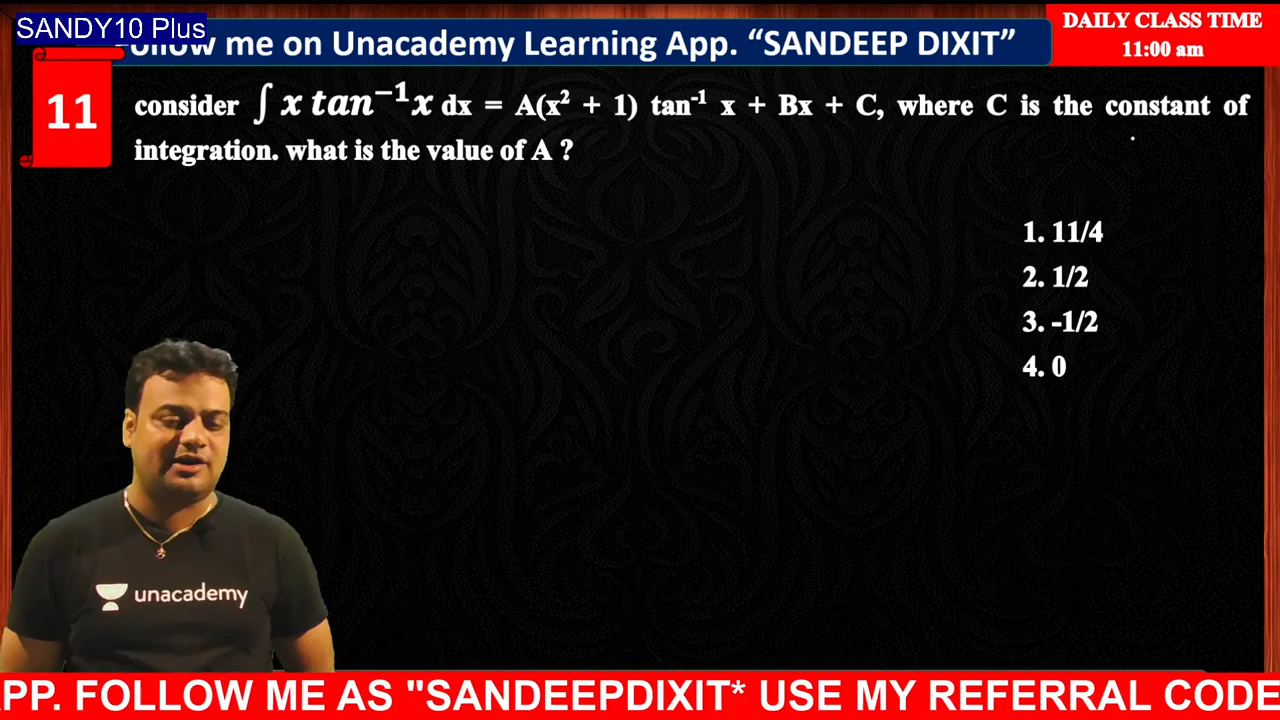 SANDY10 Plus
Follow me on Unacademy Learning App. “SANDEEP DIXIT”
DAILY CLASS TIME
11:00 am
11
consider ∫ x tan⁻¹x dx = A(x² + 1) tan⁻¹ x + Bx + C, where C is the constant of
integration. what is the value of A ?
1. 11/4
2. 1/2
3. -1/2
4. 0
unacademy
PP. FOLLOW ME AS "SANDEEPDIXIT* USE MY REFERRAL CODE